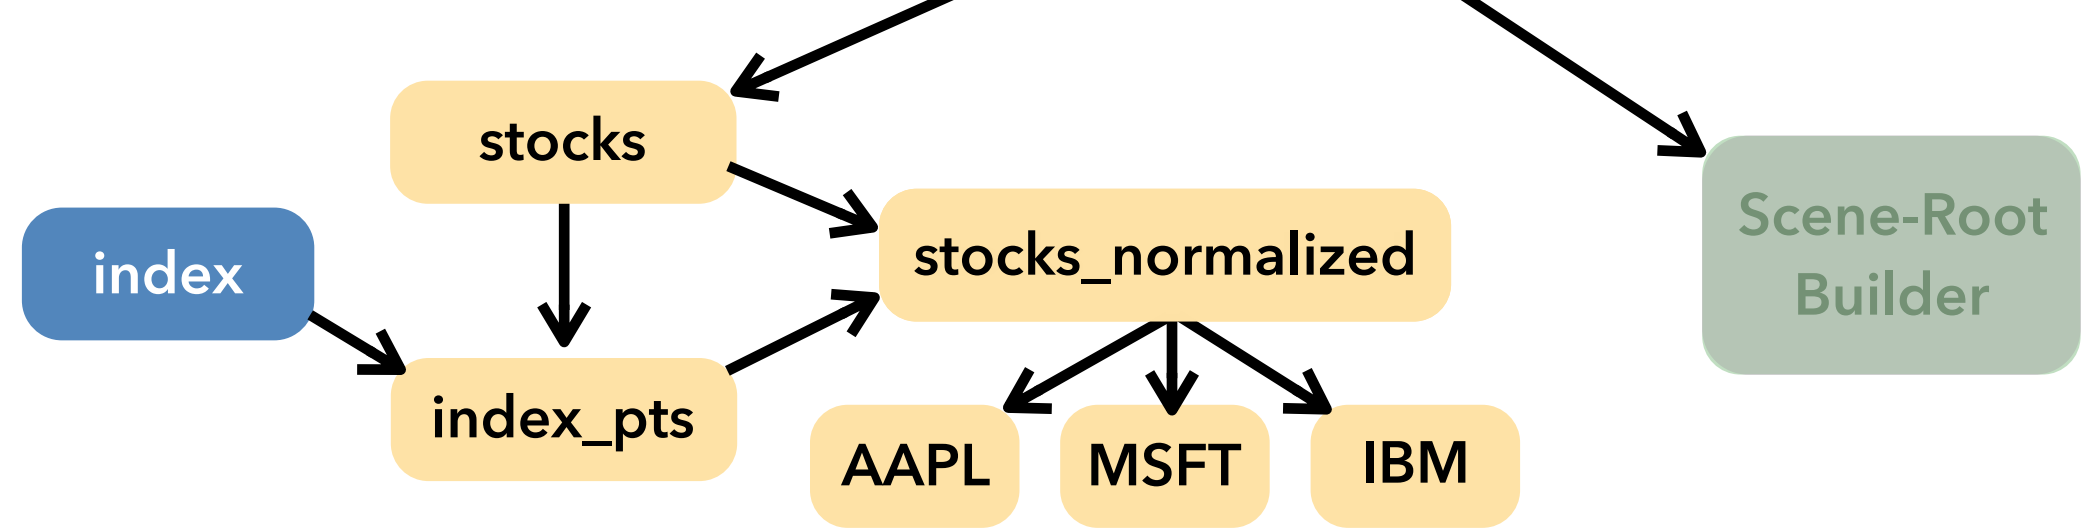 stocks
index
stocks_normalized
Scene-Root
Builder
index_pts
AAPL
MSFT
IBM